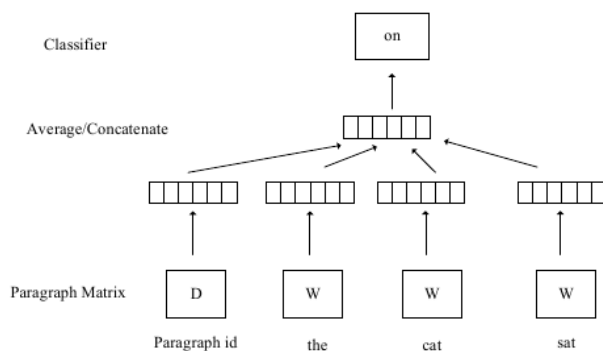 Classifier
on
Average/Concatenate
Paragraph Matrix
D
W
W
W
Paragraph id
the
cat
sat